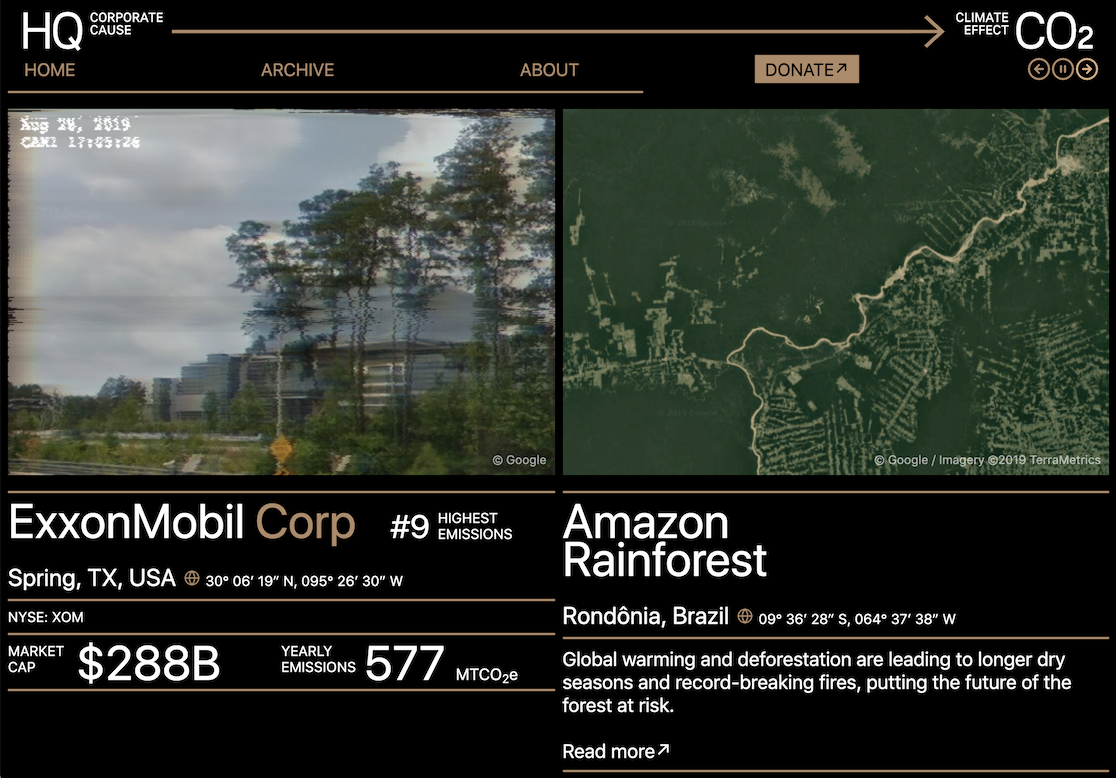 HQ CORPORATE CAUSE
CLIMATE EFFECT CO₂
HOME ARCHIVE ABOUT DONATE↗
Aug 28, 2019
CAM1 17:05:26
© Google
© Google / Imagery ©2019 TerraMetrics
ExxonMobil Corp #9 HIGHEST EMISSIONS
Spring, TX, USA 30° 06′ 19″ N, 095° 26′ 30″ W
NYSE: XOM
MARKET CAP $288B YEARLY EMISSIONS 577 MTCO₂e
Amazon
Rainforest
Rondônia, Brazil 09° 36′ 28″ S, 064° 37′ 38″ W
Global warming and deforestation are leading to longer dry
seasons and record-breaking fires, putting the future of the
forest at risk.
Read more↗